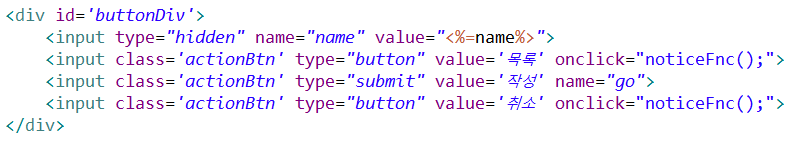 <div id='buttonDiv'>
<input type="hidden" name="name" value="<%=name%>">
<input class='actionBtn' type="button" value='목록' onclick="noticeFnc();">
<input class='actionBtn' type="submit" value='작성' name="go">
<input class='actionBtn' type="button" value='취소' onclick="noticeFnc();">
</div>